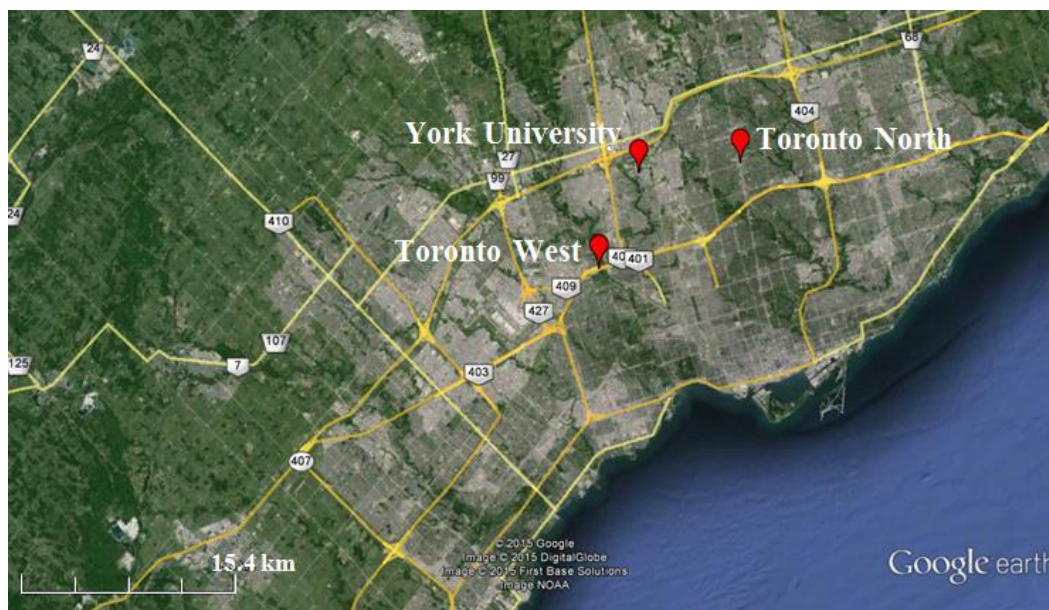 24
68
404
York University
Toronto North
27
99
24
410
Toronto West
401
409
427
107
125
7
403
407
15.4 km
© 2015 Google
Image © 2015 DigitalGlobe
Image © 2015 First Base Solutions
Image NOAA
Google earth